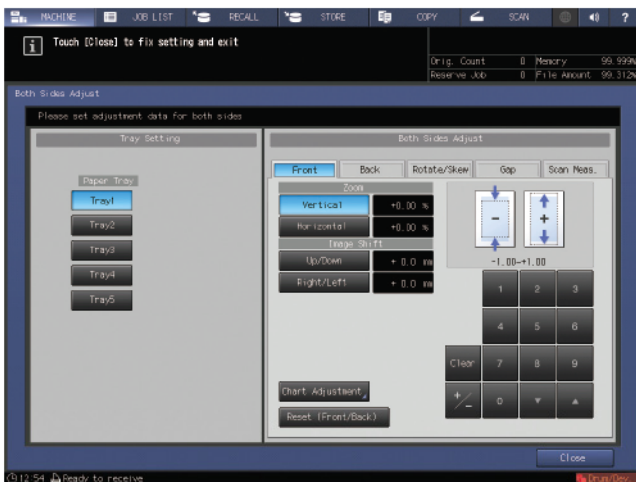 MACHINE JOB LIST RECALL STORE COPY SCAN ?
i Touch [Close] to fix setting and exit
Orig. Count 0 Memory 99.999%
Reserve Job 0 File Amount 99.312%
Both Sides Adjust
Please set adjustment data for both sides
Tray Setting
Both Sides Adjust
Paper Tray
Tray1
Tray2
Tray3
Tray4
Tray5
Front Back Rotate/Skew Gap Scan Meas.
Zoom
Vertical +0.00 %
Horizontal +0.00 %
Image Shift
Up/Down + 0.0 mm
Right/Left + 0.0 mm
- +
-1.00~+1.00
1 2 3
4 5 6
Clear 7 8 9
+/- 0 ▼ ▲
Chart Adjustment
Reset (Front/Back)
Close
12:54 Ready to receive
Drum/Dev.